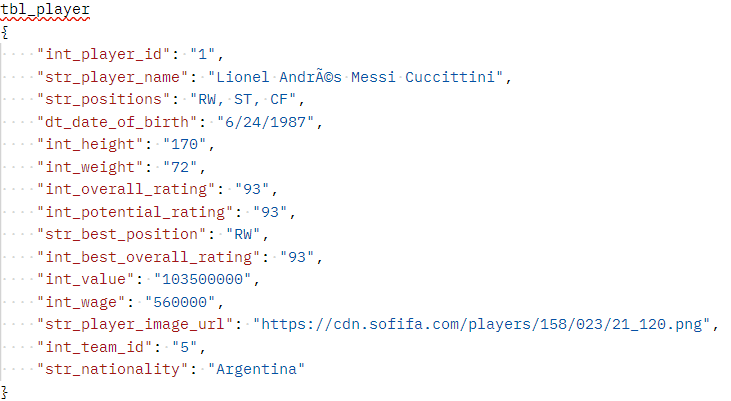 tbl_player
{
    "int_player_id": "1",
    "str_player_name": "Lionel AndrÃ©s Messi Cuccittini",
    "str_positions": "RW, ST, CF",
    "dt_date_of_birth": "6/24/1987",
    "int_height": "170",
    "int_weight": "72",
    "int_overall_rating": "93",
    "int_potential_rating": "93",
    "str_best_position": "RW",
    "int_best_overall_rating": "93",
    "int_value": "103500000",
    "int_wage": "560000",
    "str_player_image_url": "https://cdn.sofifa.com/players/158/023/21_120.png",
    "int_team_id": "5",
    "str_nationality": "Argentina"
}